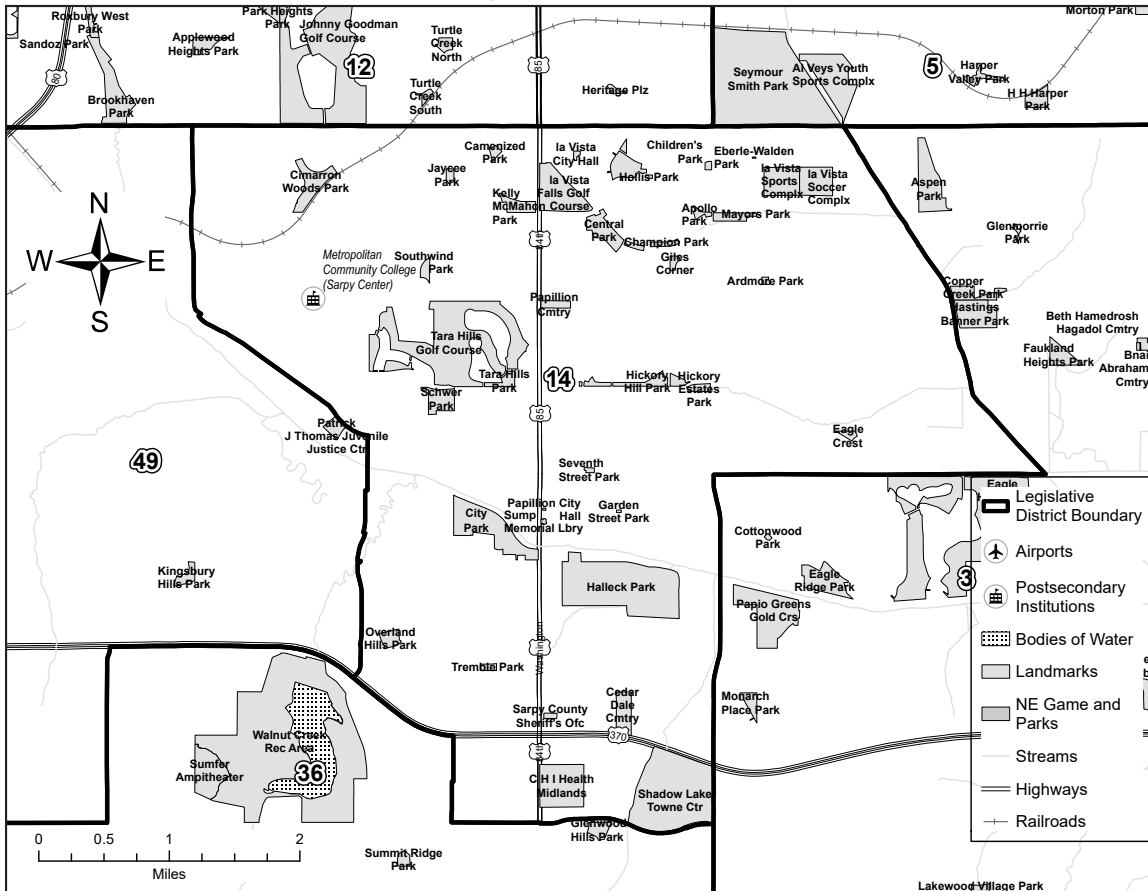 Roxbury West
Park
Sandoz Park
Applewood
Heights Park
Park Heights
Park
Johnny Goodman
Golf Course
12
Turtle
Creek
North
Turtle
Creek
South
85
Heritage Plz
Seymour
Smith Park
Al Veys Youth
Sports Complx
5
Harper
Valley Park
H H Harper
Park
Morton Park
80
Brookhaven
Park
Cimarron
Woods Park
Camenized
Park
Jaycee
Park
la Vista
City Hall
Hollis Park
Children's
Park
Eberle-Walden
Park
la Vista
Sports
Complx
la Vista
Soccer
Complx
Aspen
Park
Kelly
McMahon
Park
la Vista
Falls Golf
Course
Central
Park
Apollo
Park
Mayors Park
Champion Park
Giles
Corner
84th
Glenmorrie
Park
N
W
E
S
Metropolitan
Community College
(Sarpy Center)
Southwind
Park
Ardmore Park
Papillion
Cmtry
Copper
Creek Park
Hastings
Banner Park
Beth Hamedrosh
Hagadol Cmtry
Faukland
Heights Park
Bnai
Abraham
Cmtry
Tara Hills
Golf Course
Tara Hills
Park
Schwer
Park
14
Hickory
Hill Park
Hickory
Estates
Park
85
Patrick
J Thomas Juvenile
Justice Ctr
Eagle
Crest
49
Seventh
Street Park
City
Park
Papillion City
Hall
Sump
Memorial Lbry
Garden
Street Park
Cottonwood
Park
Eagle
3
Kingsbury
Hills Park
Halleck Park
Eagle
Ridge Park
Papio Greens
Gold Crs
Overland
Hills Park
85
Washington
Tremble Park
Sarpy County
Sheriff's Ofc
Cedar
Dale
Cmtry
Monarch
Place Park
370
84th
Walnut Creek
Rec Area
Sumfer
Ampitheater
36
C H I Health
Midlands
Shadow Lake
Towne Ctr
Glenwood
Hills Park
Summit Ridge
Park
Lakewood Village Park
0 0.5 1 2
Miles
Legislative
District Boundary
Airports
Postsecondary
Institutions
Bodies of Water
Landmarks
NE Game and
Parks
Streams
Highways
Railroads